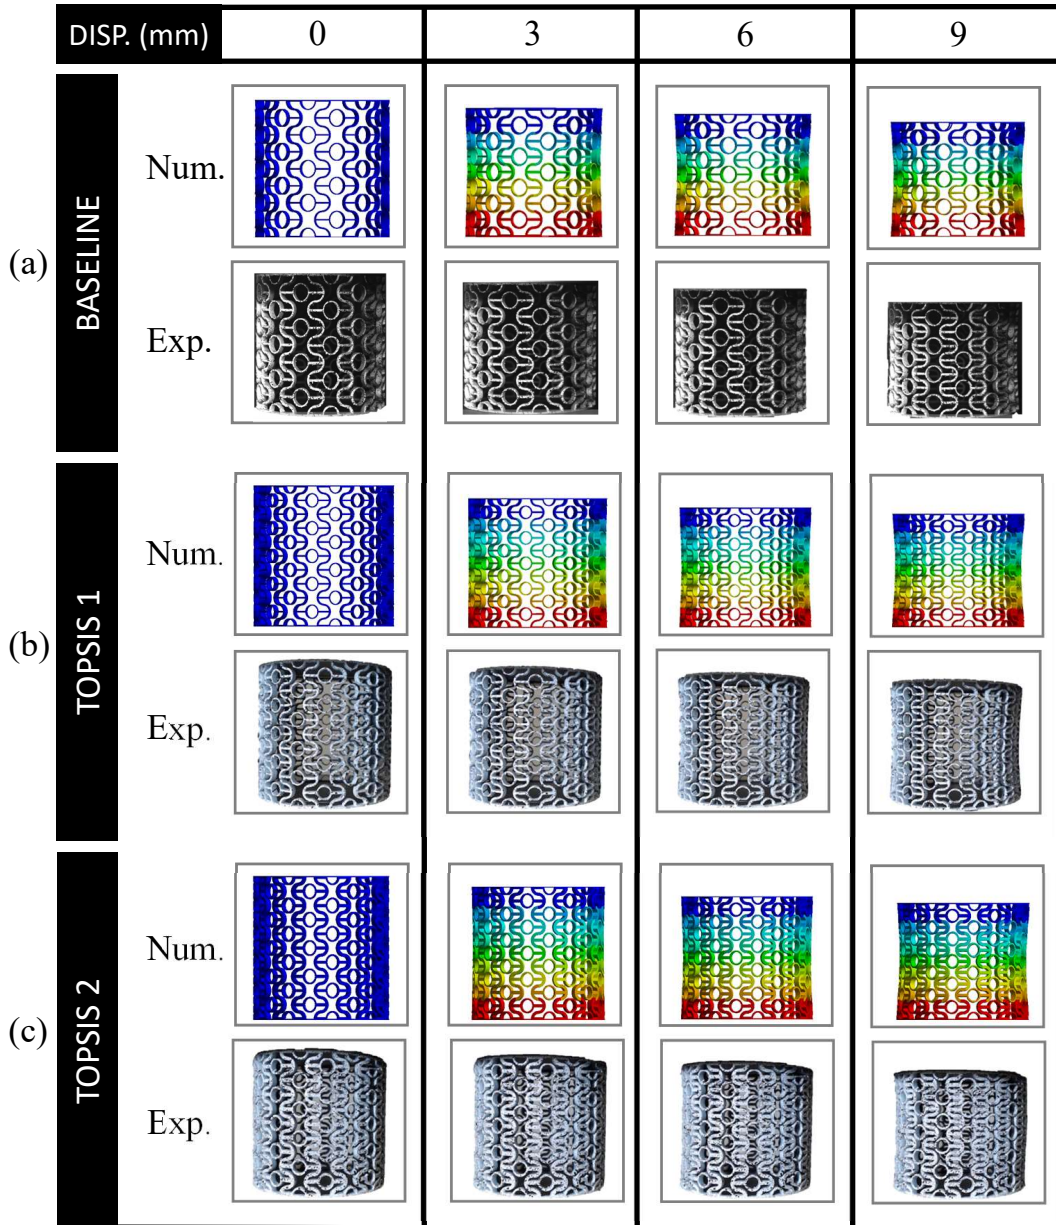 DISP. (mm) 0 3 6 9
(a) BASELINE
Num.
Exp.
(b) TOPSIS 1
Num.
Exp.
(c) TOPSIS 2
Num.
Exp.